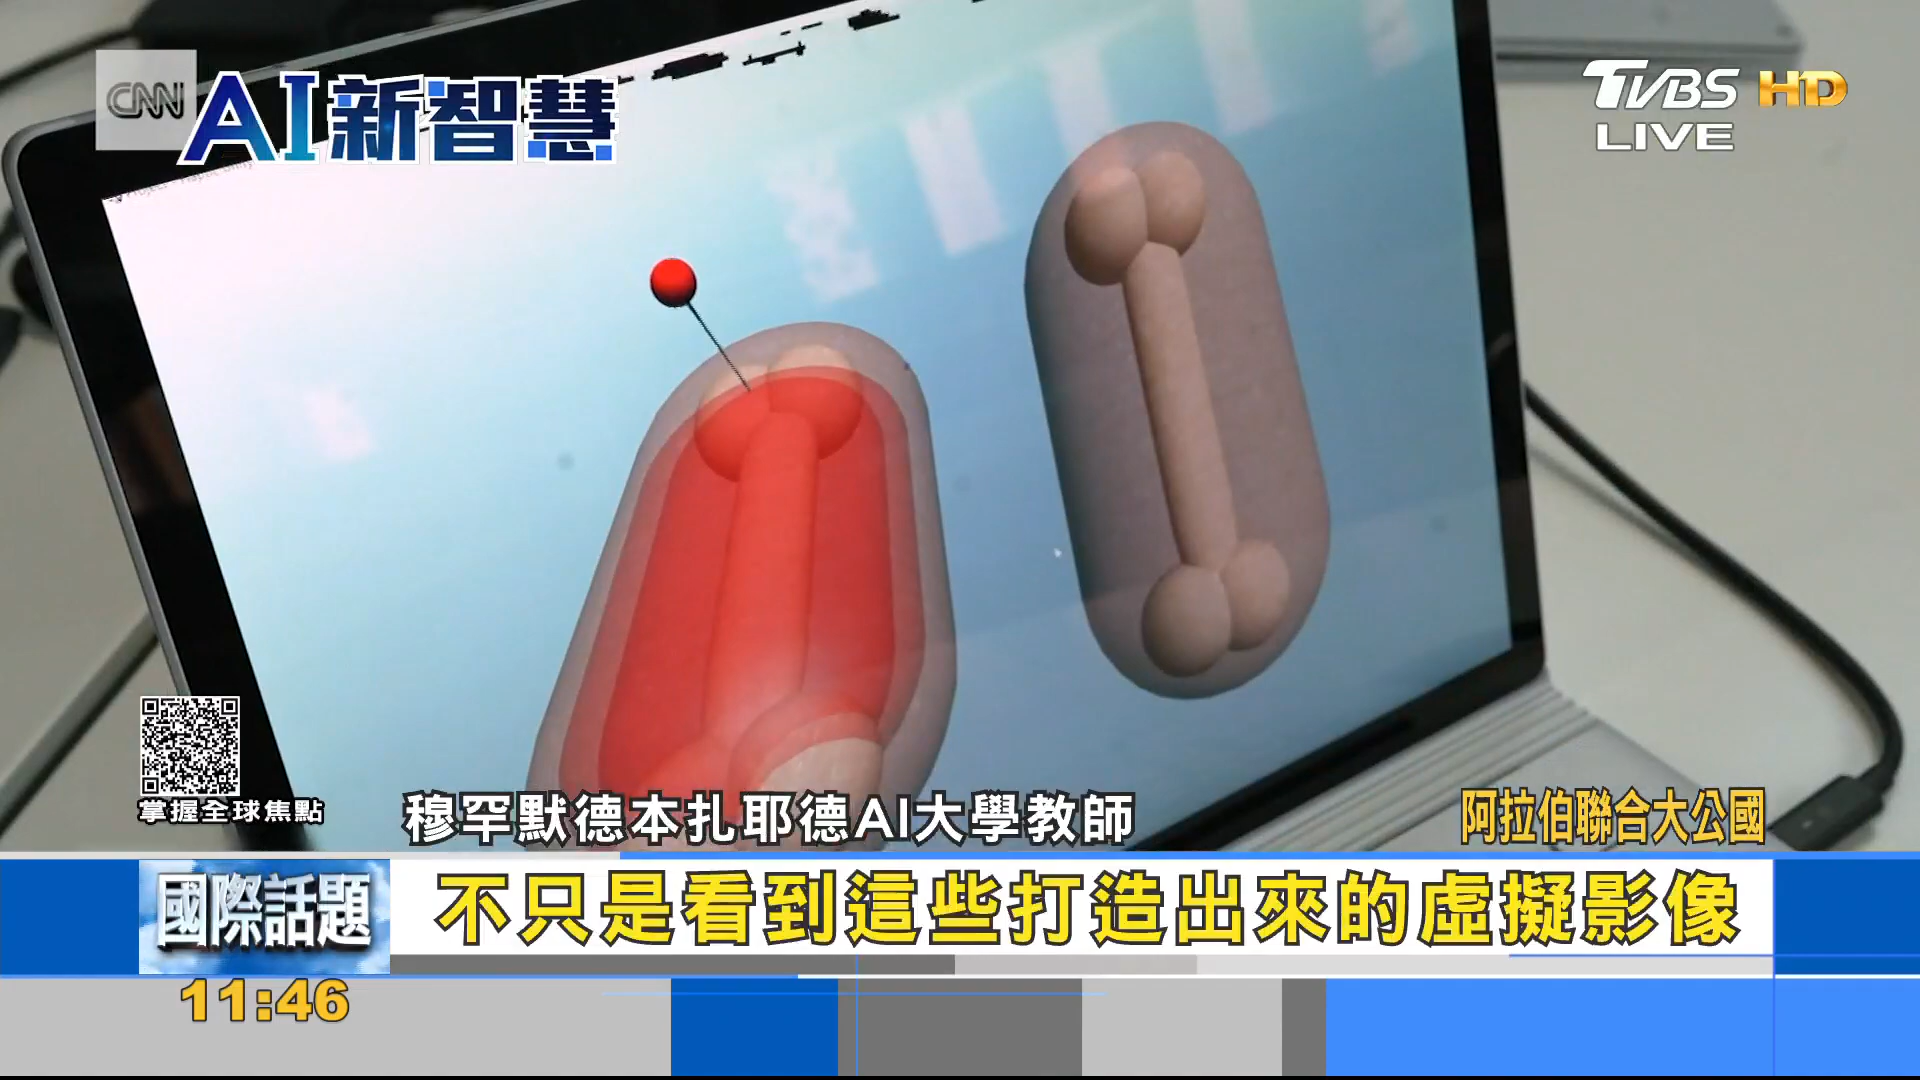 CNN
AI新智慧
TVBS HD
LIVE
掌握全球焦點
穆罕默德本扎耶德AI大學教師
阿拉伯聯合大公國
國際話題
不只是看到這些打造出來的虛擬影像
11:46